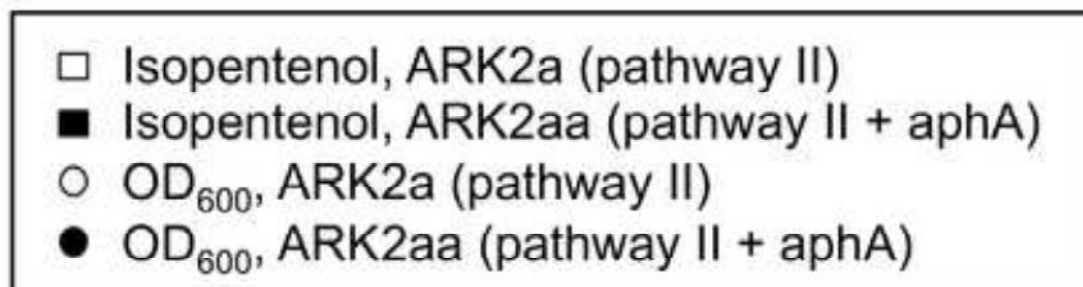 Isopentenol, ARK2a (pathway II)
Isopentenol, ARK2aa (pathway II + aphA)
OD₆₀₀, ARK2a (pathway II)
OD₆₀₀, ARK2aa (pathway II + aphA)